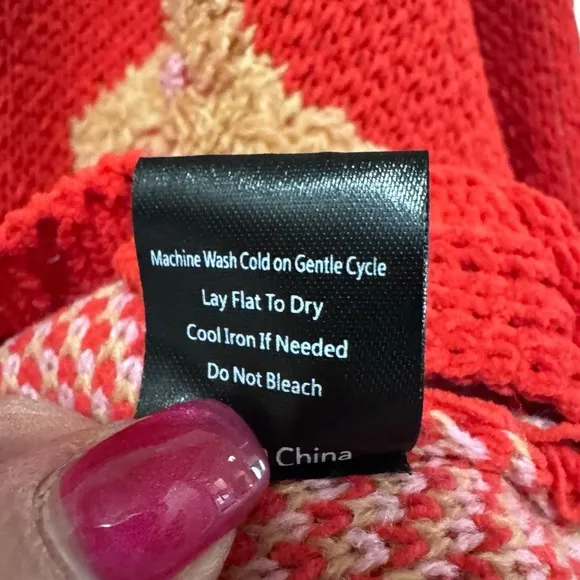 Machine Wash Cold on Gentle Cycle
Lay Flat To Dry
Cool Iron If Needed
Do Not Bleach
China